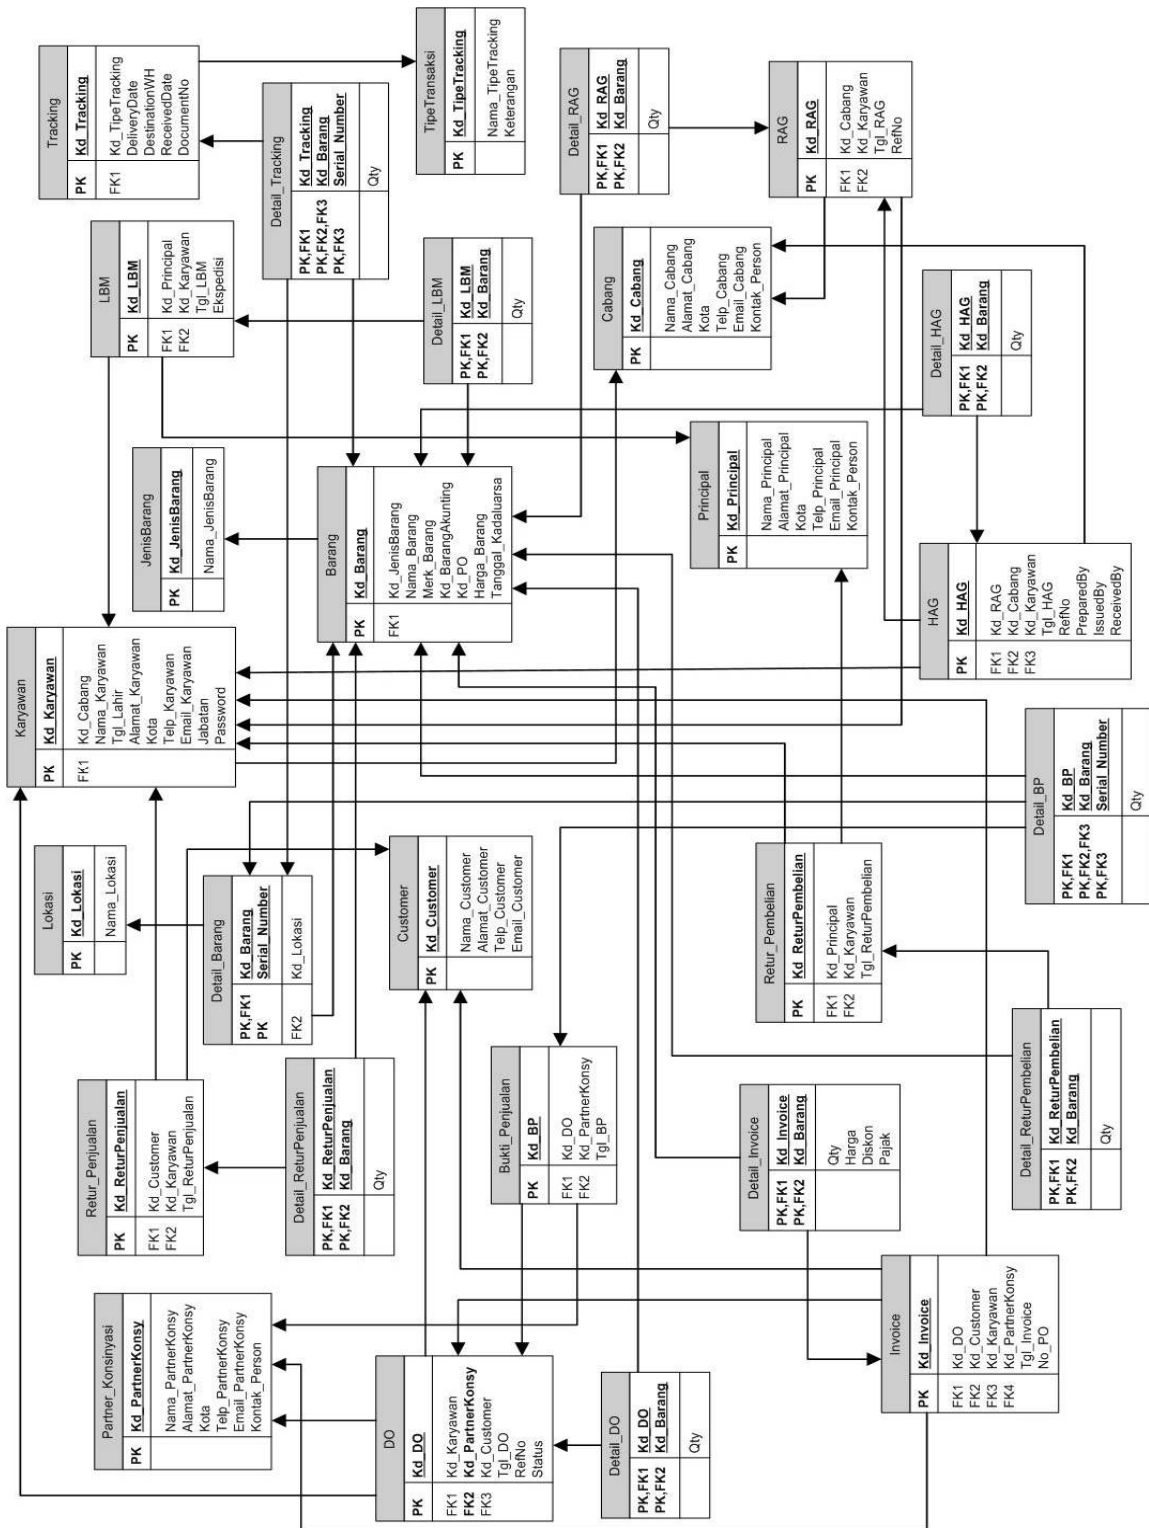 Partner_Konsinyasi
PK Kd_PartnerKonsy
Nama_PartnerKonsy
Alamat_PartnerKonsy
Kota
Telp_PartnerKonsy
Email_PartnerKonsy
Kontak_Person
Retur_Penjualan
PK Kd_ReturPenjualan
FK1 Kd_Customer
FK2 Kd_Karyawan
Tgl_ReturPenjualan
Lokasi
PK Kd_Lokasi
Nama_Lokasi
Karyawan
PK Kd_Karyawan
FK1 Kd_Cabang
Nama_Karyawan
Tgl_Lahir
Alamat_Karyawan
Kota
Telp_Karyawan
Email_Karyawan
Jabatan
Password
JenisBarang
PK Kd_JenisBarang
Nama_JenisBarang
LBM
PK Kd_LBM
FK1 Kd_Principal
FK2 Kd_Karyawan
Tgl_LBM
Ekspedisi
Tracking
PK Kd_Tracking
FK1 Kd_TipeTracking
DeliveryDate
DestinationWH
ReceivedDate
DocumentNo
Detail_ReturPenjualan
PK,FK1 Kd_ReturPenjualan
PK,FK2 Kd_Barang
Qty
Detail_Barang
PK,FK1 Kd_Barang
PK Serial_Number
FK2 Kd_Lokasi
Barang
PK Kd_Barang
FK1 Kd_JenisBarang
Nama_Barang
Merk_Barang
Kd_BarangAkunting
Kd_PO
Harga_Barang
Tanggal_Kadaluarsa
Detail_Tracking
PK,FK1 Kd_Tracking
PK,FK2,FK3 Kd_Barang
PK,FK3 Serial_Number
Qty
DO
PK Kd_DO
FK1 Kd_Karyawan
FK2 Kd_PartnerKonsy
FK3 Kd_Customer
Tgl_DO
RefNo
Status
Customer
PK Kd_Customer
Nama_Customer
Alamat_Customer
Telp_Customer
Email_Customer
Detail_LBM
PK,FK1 Kd_LBM
PK,FK2 Kd_Barang
Qty
TipeTransaksi
PK Kd_TipeTracking
Nama_TipeTracking
Keterangan
Bukti_Penjualan
PK Kd_BP
FK1 Kd_DO
FK2 Kd_PartnerKonsy
Tgl_BP
Detail_RAG
PK,FK1 Kd_RAG
PK,FK2 Kd_Barang
Qty
Detail_DO
PK,FK1 Kd_DO
PK,FK2 Kd_Barang
Qty
Cabang
PK Kd_Cabang
Nama_Cabang
Alamat_Cabang
Kota
Telp_Cabang
Email_Cabang
Kontak_Person
Principal
PK Kd_Principal
Nama_Principal
Alamat_Principal
Kota
Telp_Principal
Email_Principal
Kontak_Person
Detail_Invoice
PK,FK1 Kd_Invoice
PK,FK2 Kd_Barang
Qty
Harga
Diskon
Pajak
Retur_Pembelian
PK Kd_ReturPembelian
FK1 Kd_Principal
FK2 Kd_Karyawan
Tgl_ReturPembelian
RAG
PK Kd_RAG
FK1 Kd_Cabang
FK2 Kd_Karyawan
Tgl_RAG
RefNo
Invoice
PK Kd_Invoice
FK1 Kd_DO
FK2 Kd_Customer
FK3 Kd_Karyawan
FK4 Kd_PartnerKonsy
Tgl_Invoice
No_PO
HAG
PK Kd_HAG
FK1 Kd_RAG
FK2 Kd_Cabang
FK3 Kd_Karyawan
Tgl_HAG
RefNo
PreparedBy
IssuedBy
ReceivedBy
Detail_HAG
PK,FK1 Kd_HAG
PK,FK2 Kd_Barang
Qty
Detail_ReturPembelian
PK,FK1 Kd_ReturPembelian
PK,FK2 Kd_Barang
Qty
Detail_BP
PK,FK1 Kd_BP
PK,FK2,FK3 Kd_Barang
PK,FK3 Serial_Number
Qty